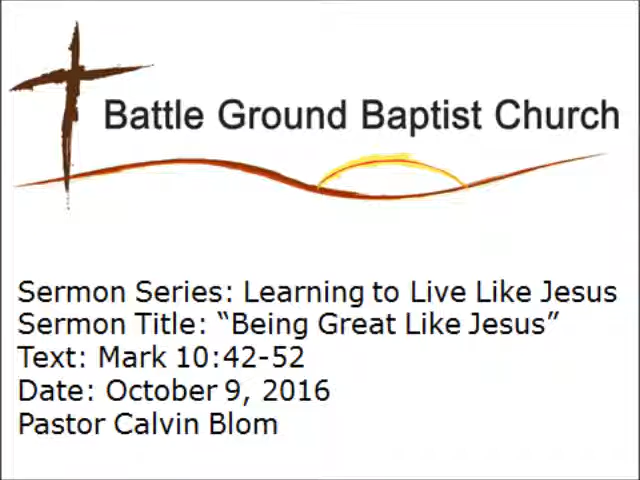 Battle Ground Baptist Church
Sermon Series: Learning to Live Like Jesus
Sermon Title: “Being Great Like Jesus”
Text: Mark 10:42-52
Date: October 9, 2016
Pastor Calvin Blom